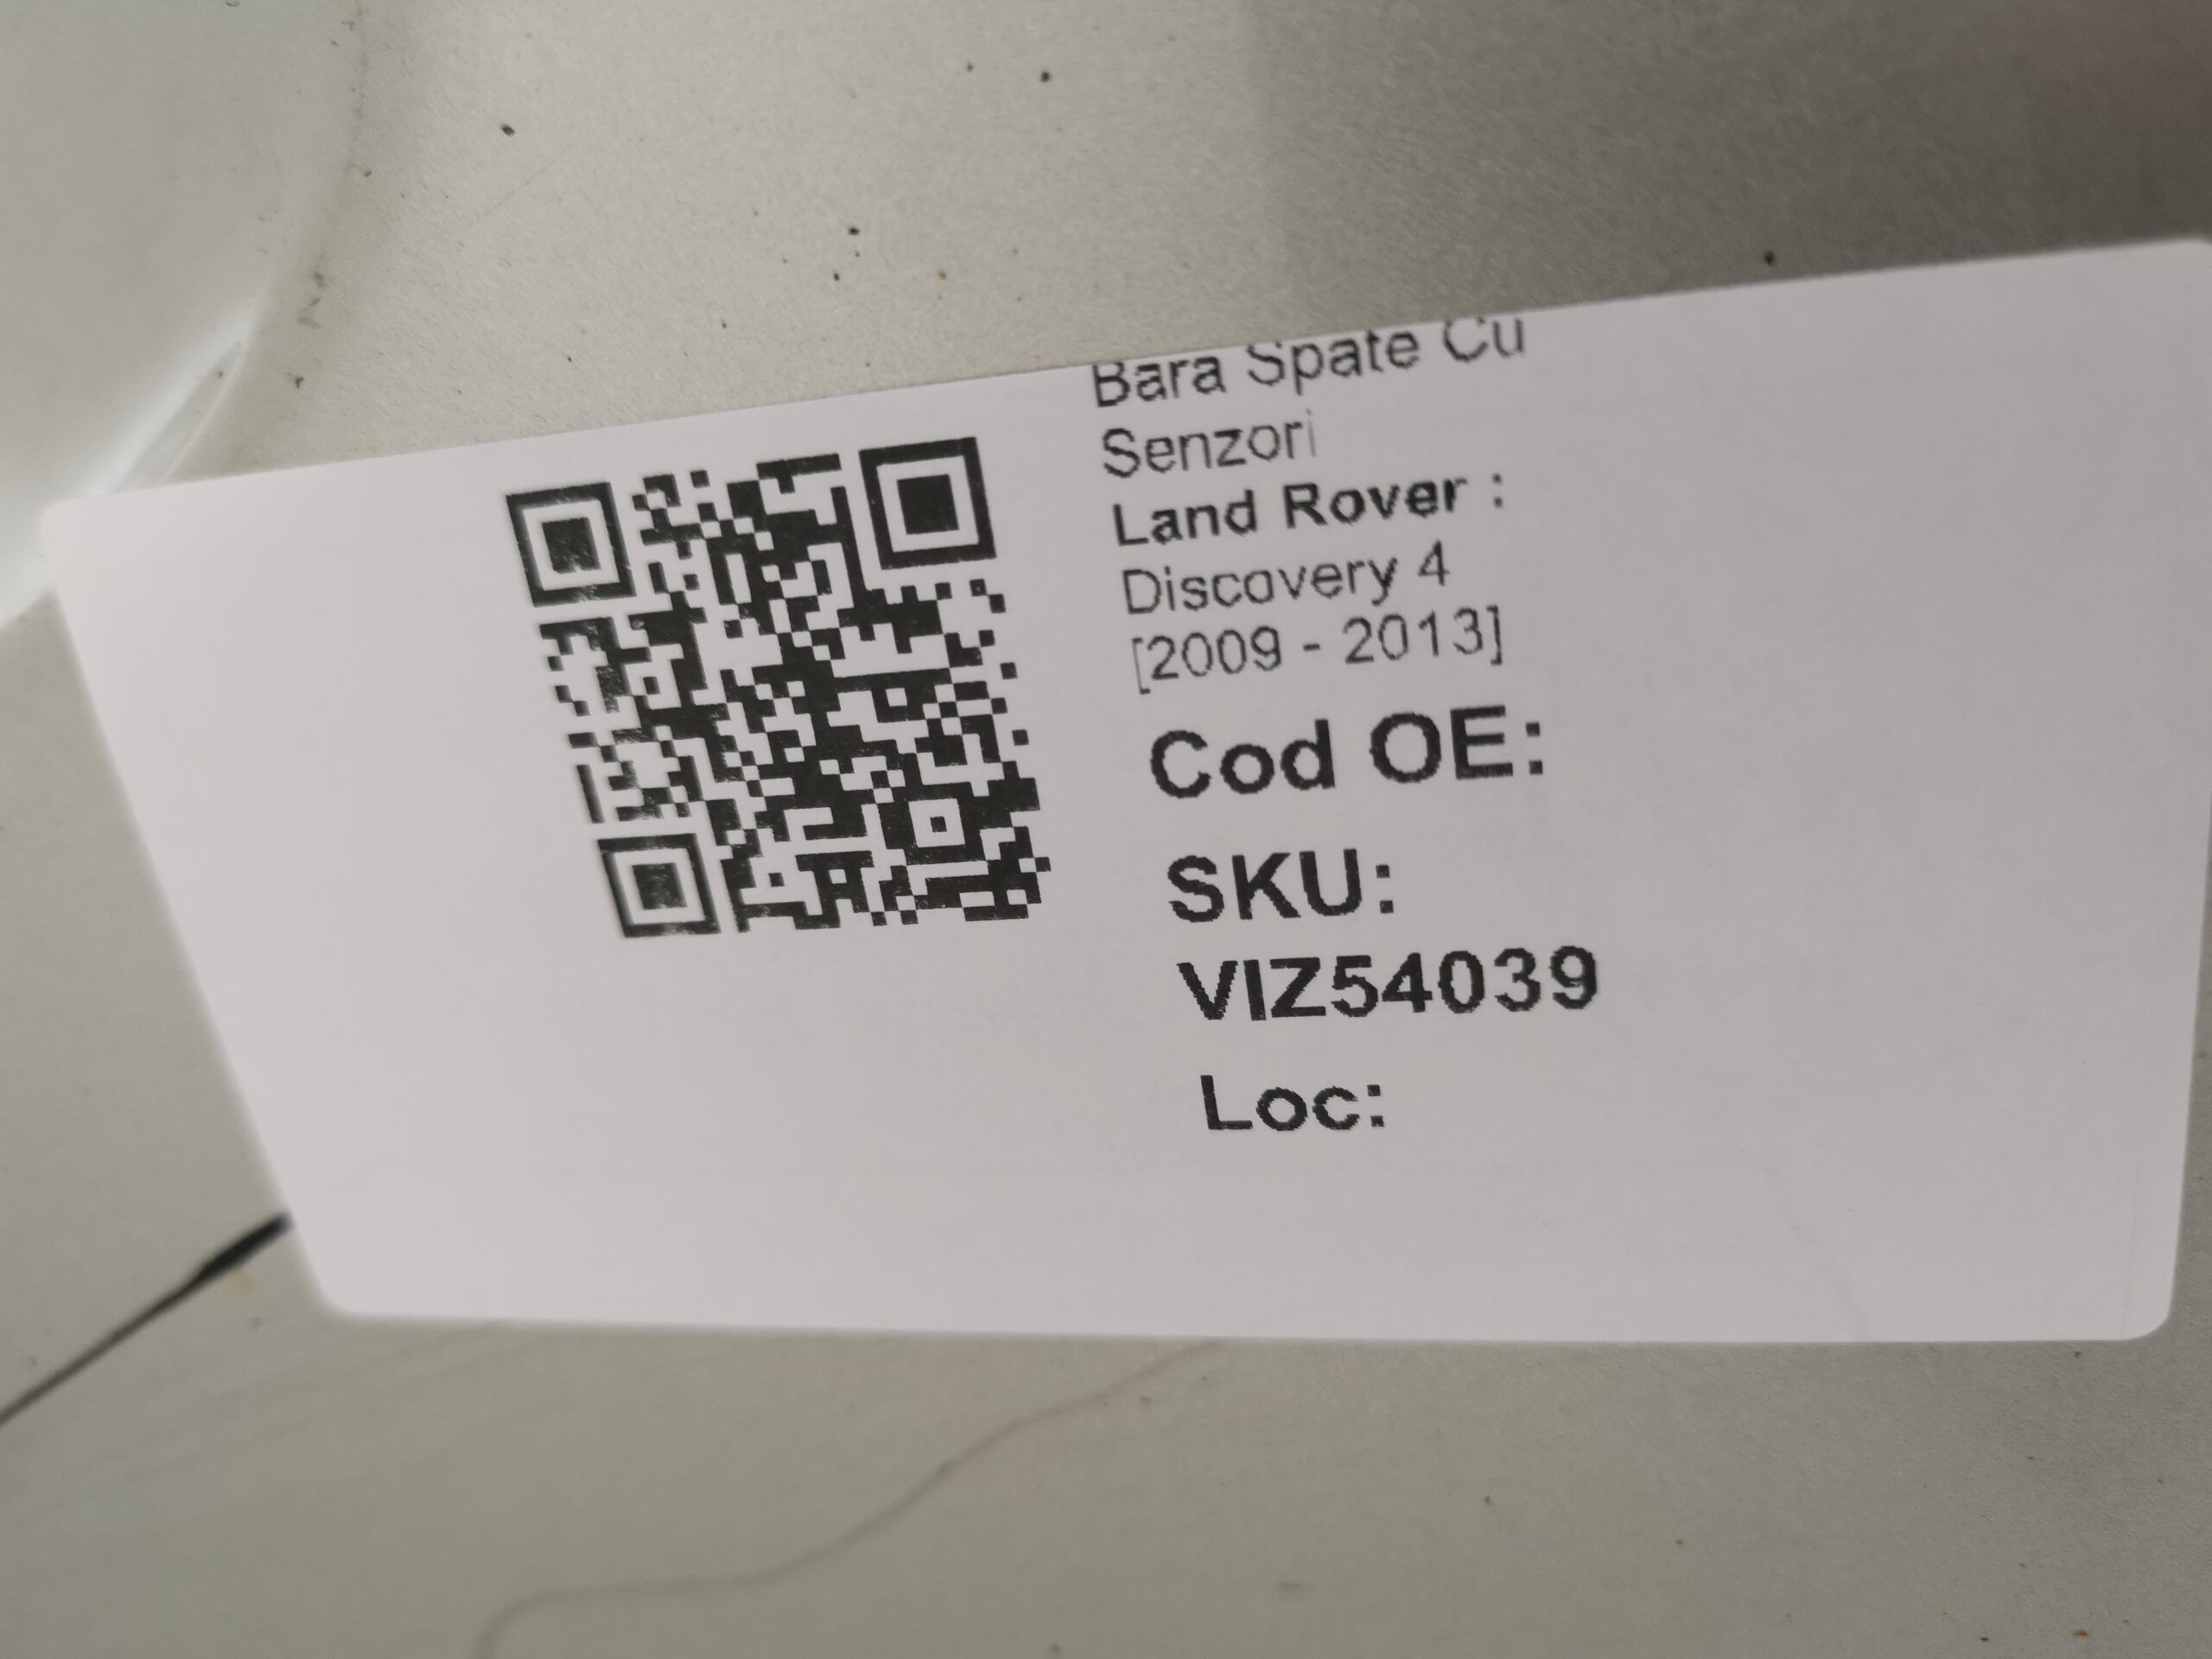 Bara Spate Cu
Senzori
Land Rover :
Discovery 4
[2009 - 2013]
Cod OE:
SKU:
VIZ54039
Loc: